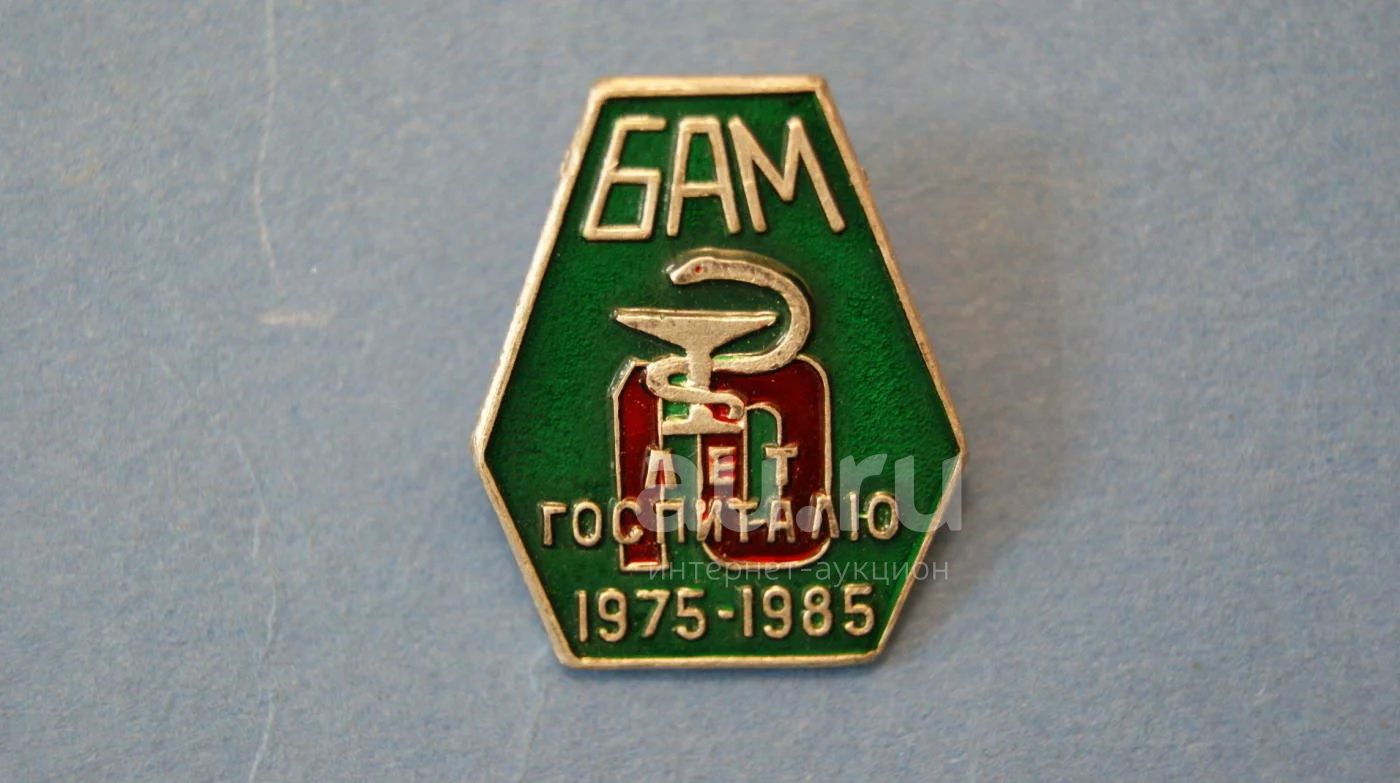 БАМ
10
ЛЕТ
ГОСПИТАЛЮ
1975-1985
au.ru
интернет-аукцион